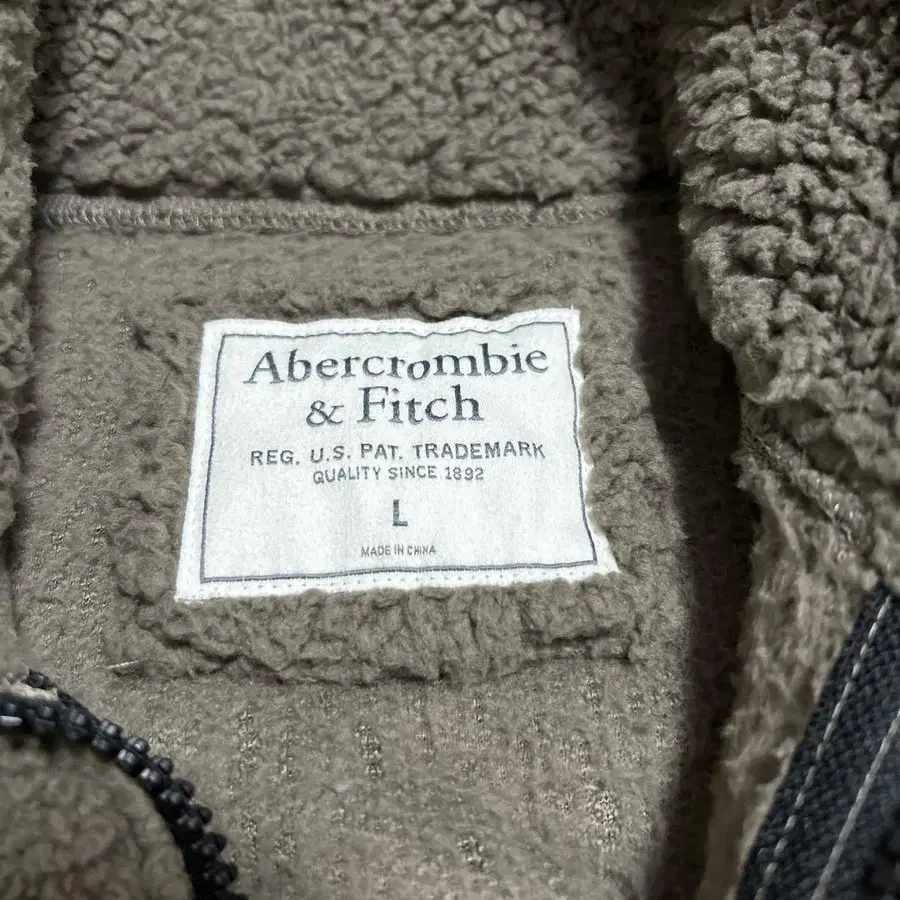 Abercrombie
& Fitch
REG. U.S. PAT. TRADEMARK
QUALITY SINCE 1892
L
MADE IN CHINA